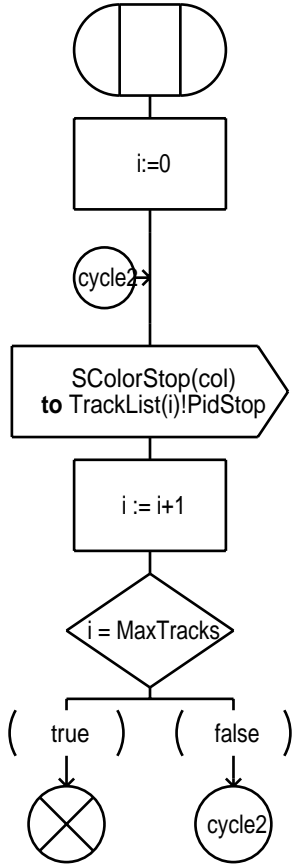 i:=0
cycle2
SColorStop(col)
to TrackList(i)!PidStop
i := i+1
i = MaxTracks
( true ) ( false )
cycle2